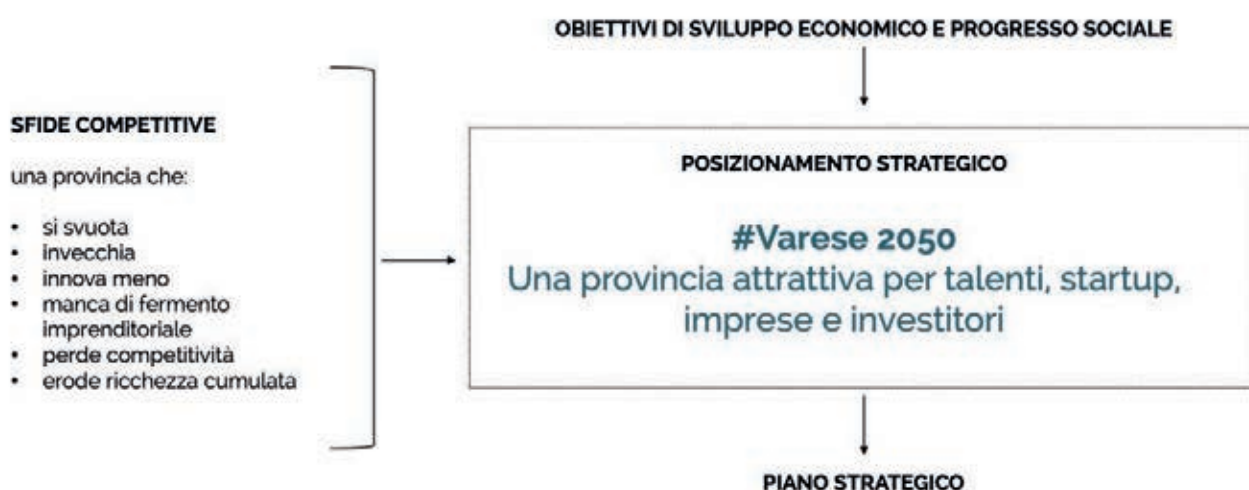 OBIETTIVI DI SVILUPPO ECONOMICO E PROGRESSO SOCIALE
SFIDE COMPETITIVE
una provincia che:
• si svuota
• invecchia
• innova meno
• manca di fermento
imprenditoriale
• perde competitività
• erode ricchezza cumulata
POSIZIONAMENTO STRATEGICO
#Varese 2050
Una provincia attrattiva per talenti, startup,
imprese e investitori
PIANO STRATEGICO